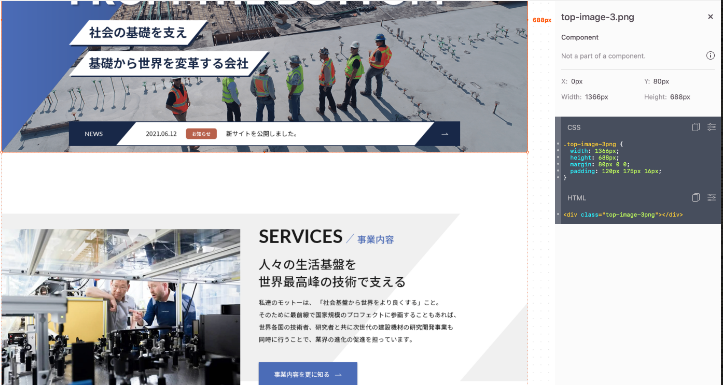 社会の基礎を支え
基礎から世界を変革する会社
NEWS
2021.06.12
お知らせ
新サイトを公開しました。
SERVICES / 事業内容
人々の生活基盤を
世界最高峰の技術で支える
私達のモットーは、「社会基盤から世界をより良くする」こと。
そのために最前線で国家規模のプロジェクトに参画することもあれば、
世界各国の技術者、研究者と共に次世代の建設機材の研究開発事業も
同時に行うことで、業界の進化の促進を担っています。
事業内容を更に知る
688px
top-image-3.png
Component
Not a part of a component.
X: 0px
Y: 80px
Width: 1366px
Height: 688px
CSS
.top-image-3png {
width: 1366px;
height: 688px;
margin: 80px 0 0;
padding: 120px 175px 16px;
}
HTML
<div class="top-image-3png"></div>